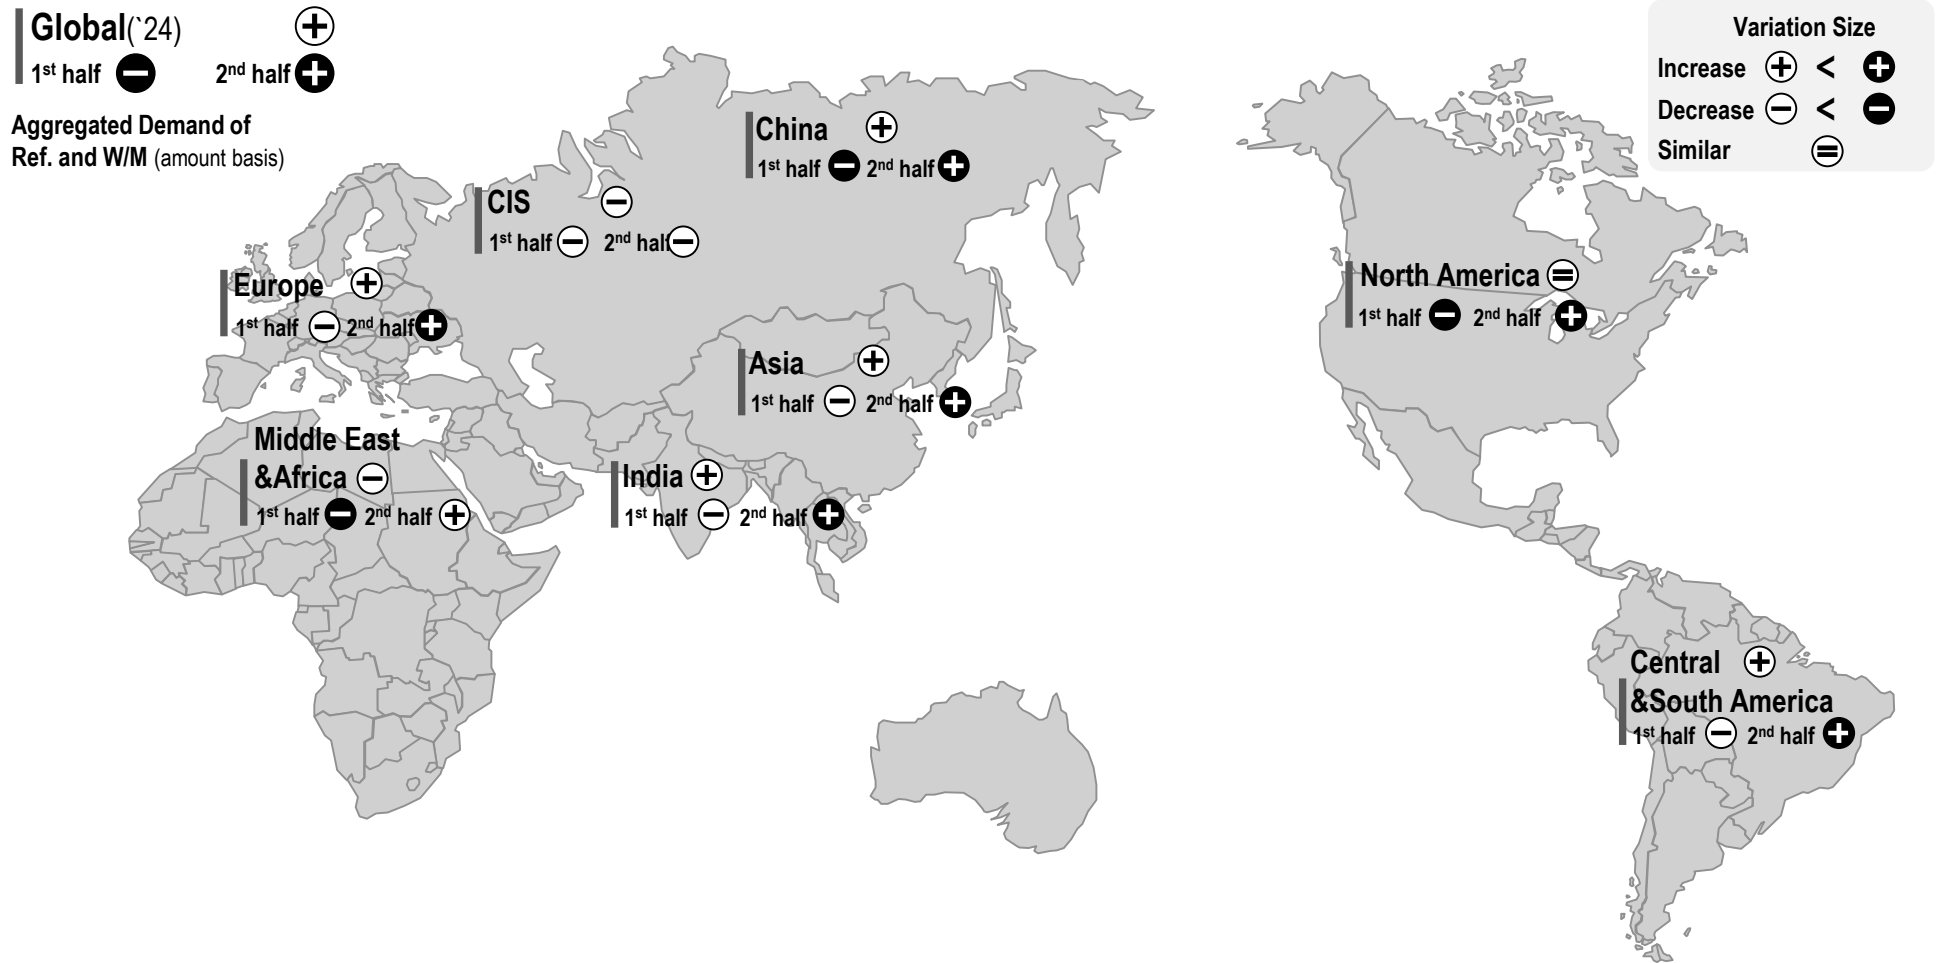 Global(`24) +
1st half − 2nd half +
Aggregated Demand of
Ref. and W/M (amount basis)
Variation Size
Increase + < +
Decrease − < −
Similar =
China +
1st half − 2nd half +
CIS −
1st half − 2nd half −
Europe +
1st half − 2nd half +
North America =
1st half − 2nd half +
Asia +
1st half − 2nd half +
Middle East
&Africa −
1st half − 2nd half +
India +
1st half − 2nd half +
Central +
&South America
1st half − 2nd half +